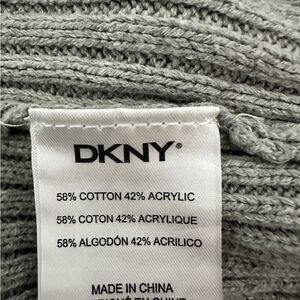 DKNY®
58% COTTON 42% ACRYLIC
58% COTON 42% ACRYLIQUE
58% ALGODÓN 42% ACRILICO
MADE IN CHINA